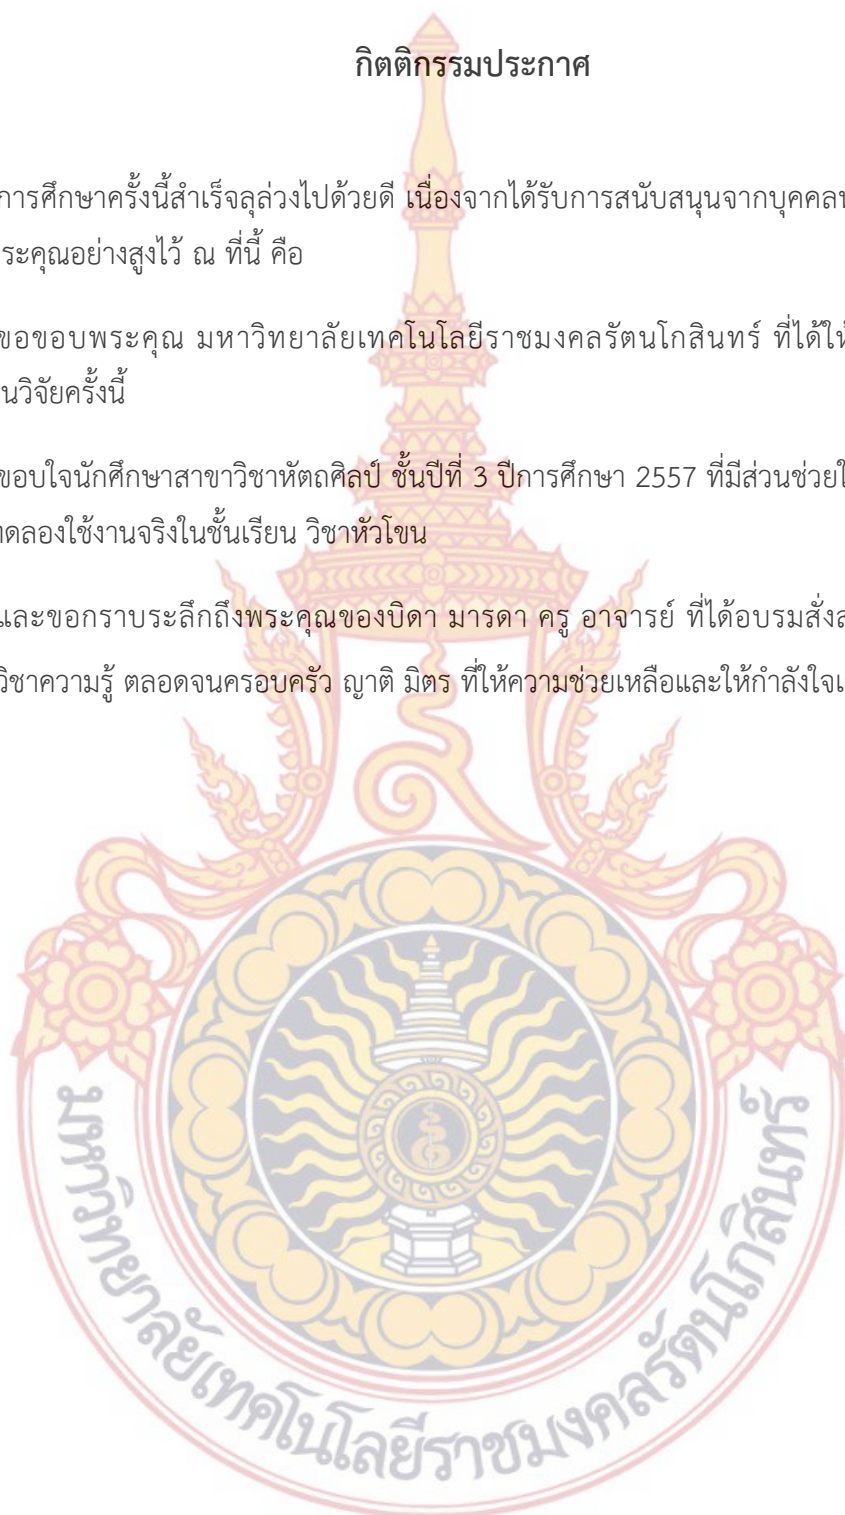 กิตติกรรมประกาศ
การศึกษาครั้งนี้สำเร็จลุล่วงไปด้วยดี เนื่องจากได้รับการสนับสนุนจากบุคคล
ระคุณอย่างสูงไว้ ณ ที่นี้ คือ
ขอขอบพระคุณ มหาวิทยาลัยเทคโนโลยีราชมงคลรัตนโกสินทร์ ที่ได้ให้
นวิจัยครั้งนี้
ขอบใจนักศึกษาสาขาวิชาหัตถศิลป์ ชั้นปีที่ 3 ปีการศึกษา 2557 ที่มีส่วนช่วย
ทดลองใช้งานจริงในชั้นเรียน วิชาหัวโขน
และขอกราบระลึกถึงพระคุณของบิดา มารดา ครู อาจารย์ ที่ได้อบรมสั่ง
วิชาความรู้ ตลอดจนครอบครัว ญาติ มิตร ที่ให้ความช่วยเหลือและให้กำลังใจ
มหาวิทยาลัยเทคโนโลยีราชมงคลรัตนโกสินทร์